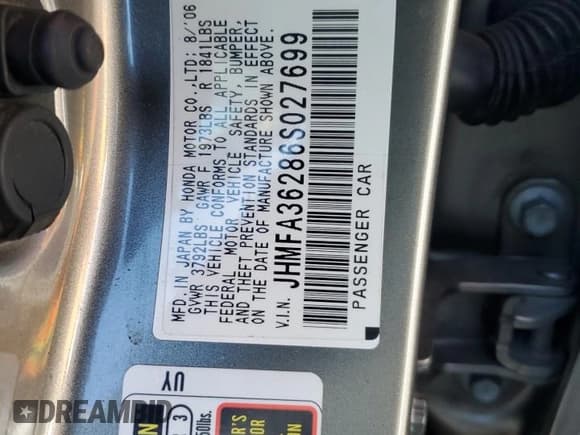 MFD. IN JAPAN BY HONDA MOTOR CO.,LTD; 8/'06
GVWR 3792LBS GAWR F 1973LBS R 1841LBS
THIS VEHICLE CONFORMS TO ALL APPLICABLE
FEDERAL MOTOR VEHICLE SAFETY, BUMPER,
AND THEFT PREVENTION STANDARDS IN EFFECT
ON THE DATE OF MANUFACTURE SHOWN ABOVE.
V.I.N. JHMFA36286S027699
PASSENGER CAR
UY
3
50lbs.
DREAMBID